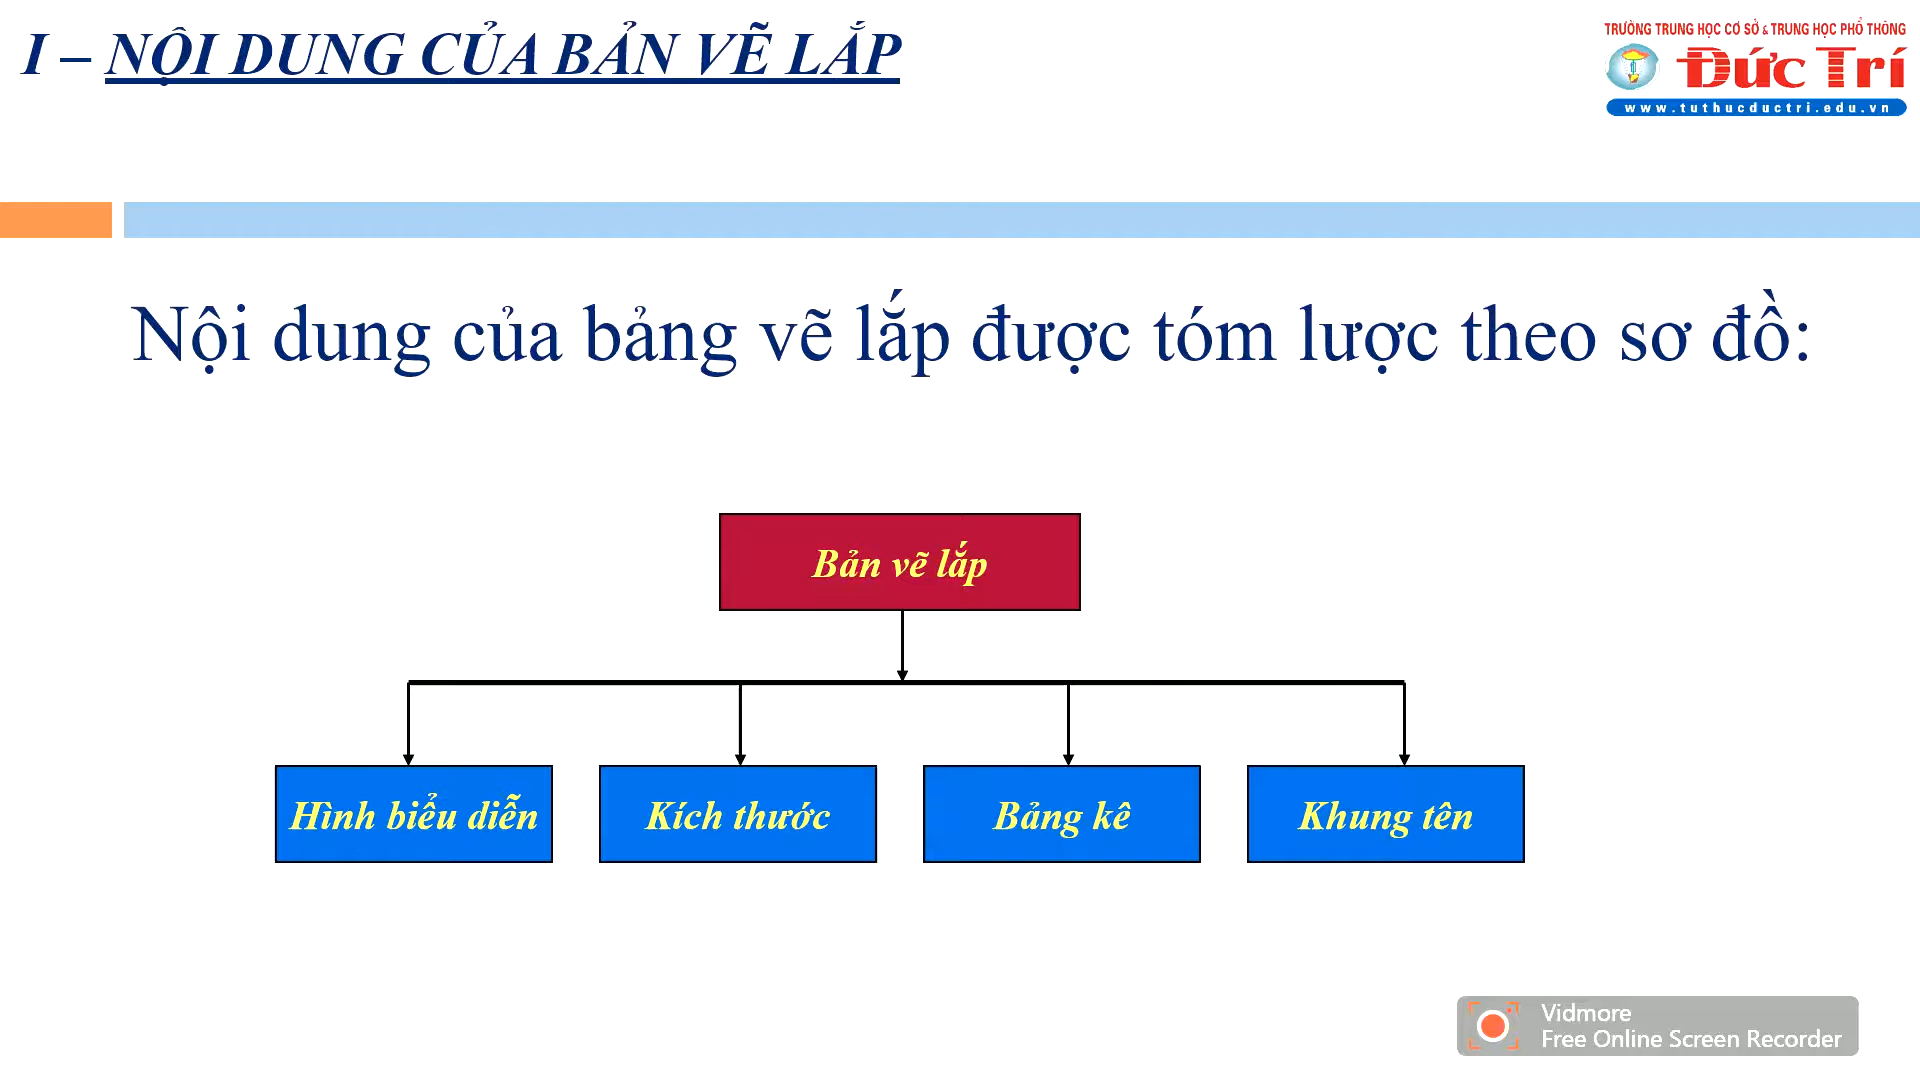 I – NỘI DUNG CỦA BẢN VẼ LẮP
TRƯỜNG TRUNG HỌC CƠ SỞ & TRUNG HỌC PHỔ THÔNG
Đức Trí
www.tuthucductri.edu.vn
Nội dung của bảng vẽ lắp được tóm lược theo sơ đồ:
Bản vẽ lắp
Hình biểu diễn
Kích thước
Bảng kê
Khung tên
Vidmore
Free Online Screen Recorder